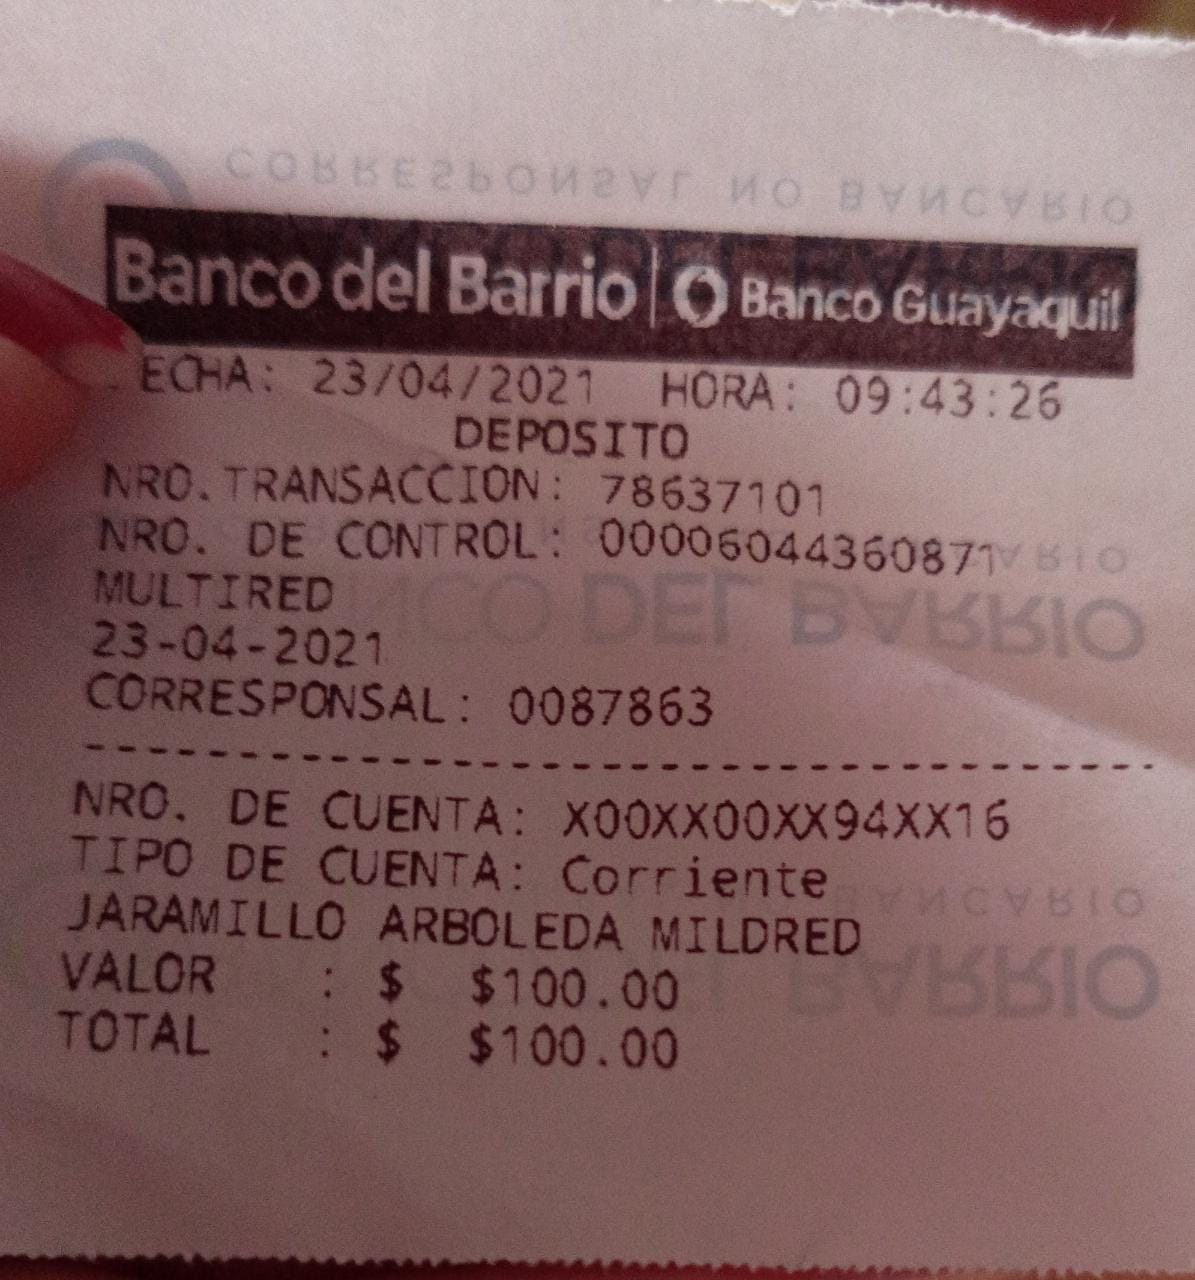 CORRESPONSAL NO BANCARIO
Banco del Barrio | Banco Guayaquil
ECHA: 23/04/2021 HORA: 09:43:26
DEPOSITO
NRO.TRANSACCION: 78637101
NRO. DE CONTROL: 00006044360871
MULTIRED
23-04-2021
CORRESPONSAL: 0087863
NRO. DE CUENTA: X00XX00XX94XX16
TIPO DE CUENTA: Corriente
JARAMILLO ARBOLEDA MILDRED
VALOR : $ $100.00
TOTAL : $ $100.00